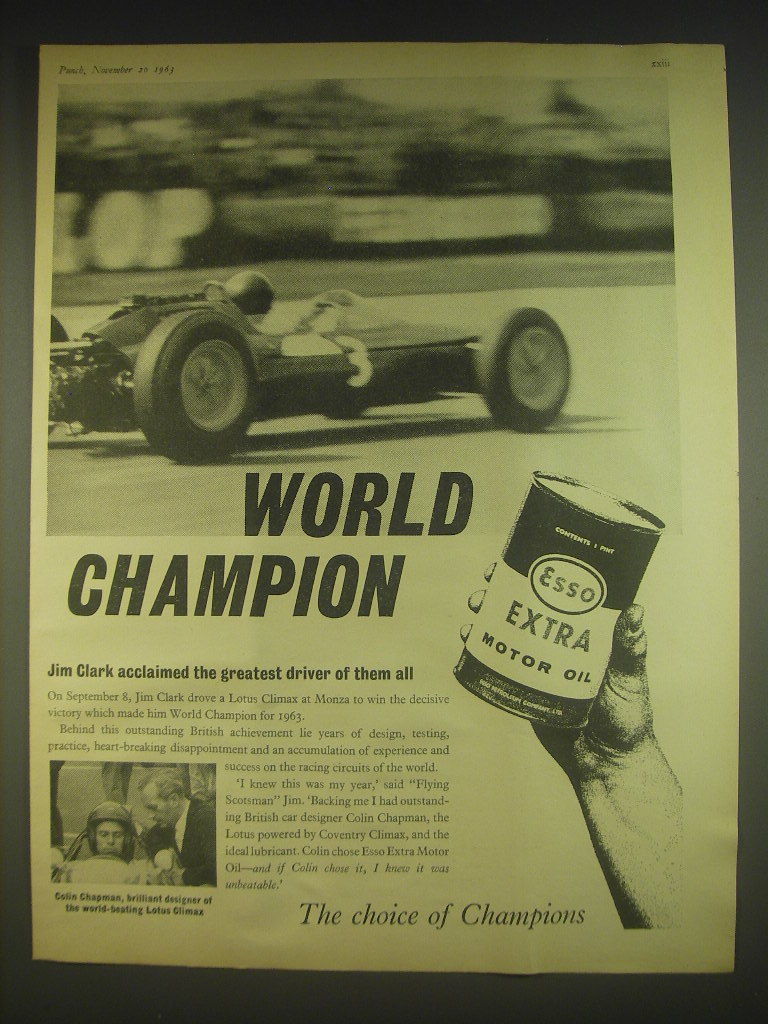 Punch, November 20 1963
xxiii
WORLD
CHAMPION
CONTENTS 1 PINT
Esso
EXTRA
MOTOR OIL
ESSO PETROLEUM COMPANY, LTD.
Jim Clark acclaimed the greatest driver of them all
On September 8, Jim Clark drove a Lotus Climax at Monza to win the decisive
victory which made him World Champion for 1963.
Behind this outstanding British achievement lie years of design, testing,
practice, heart-breaking disappointment and an accumulation of experience and
success on the racing circuits of the world.
'I knew this was my year,' said "Flying
Scotsman" Jim. 'Backing me I had outstand-
ing British car designer Colin Chapman, the
Lotus powered by Coventry Climax, and the
ideal lubricant. Colin chose Esso Extra Motor
Oil—and if Colin chose it, I knew it was
unbeatable.'
Colin Chapman, brilliant designer of
the world-beating Lotus Climax
The choice of Champions